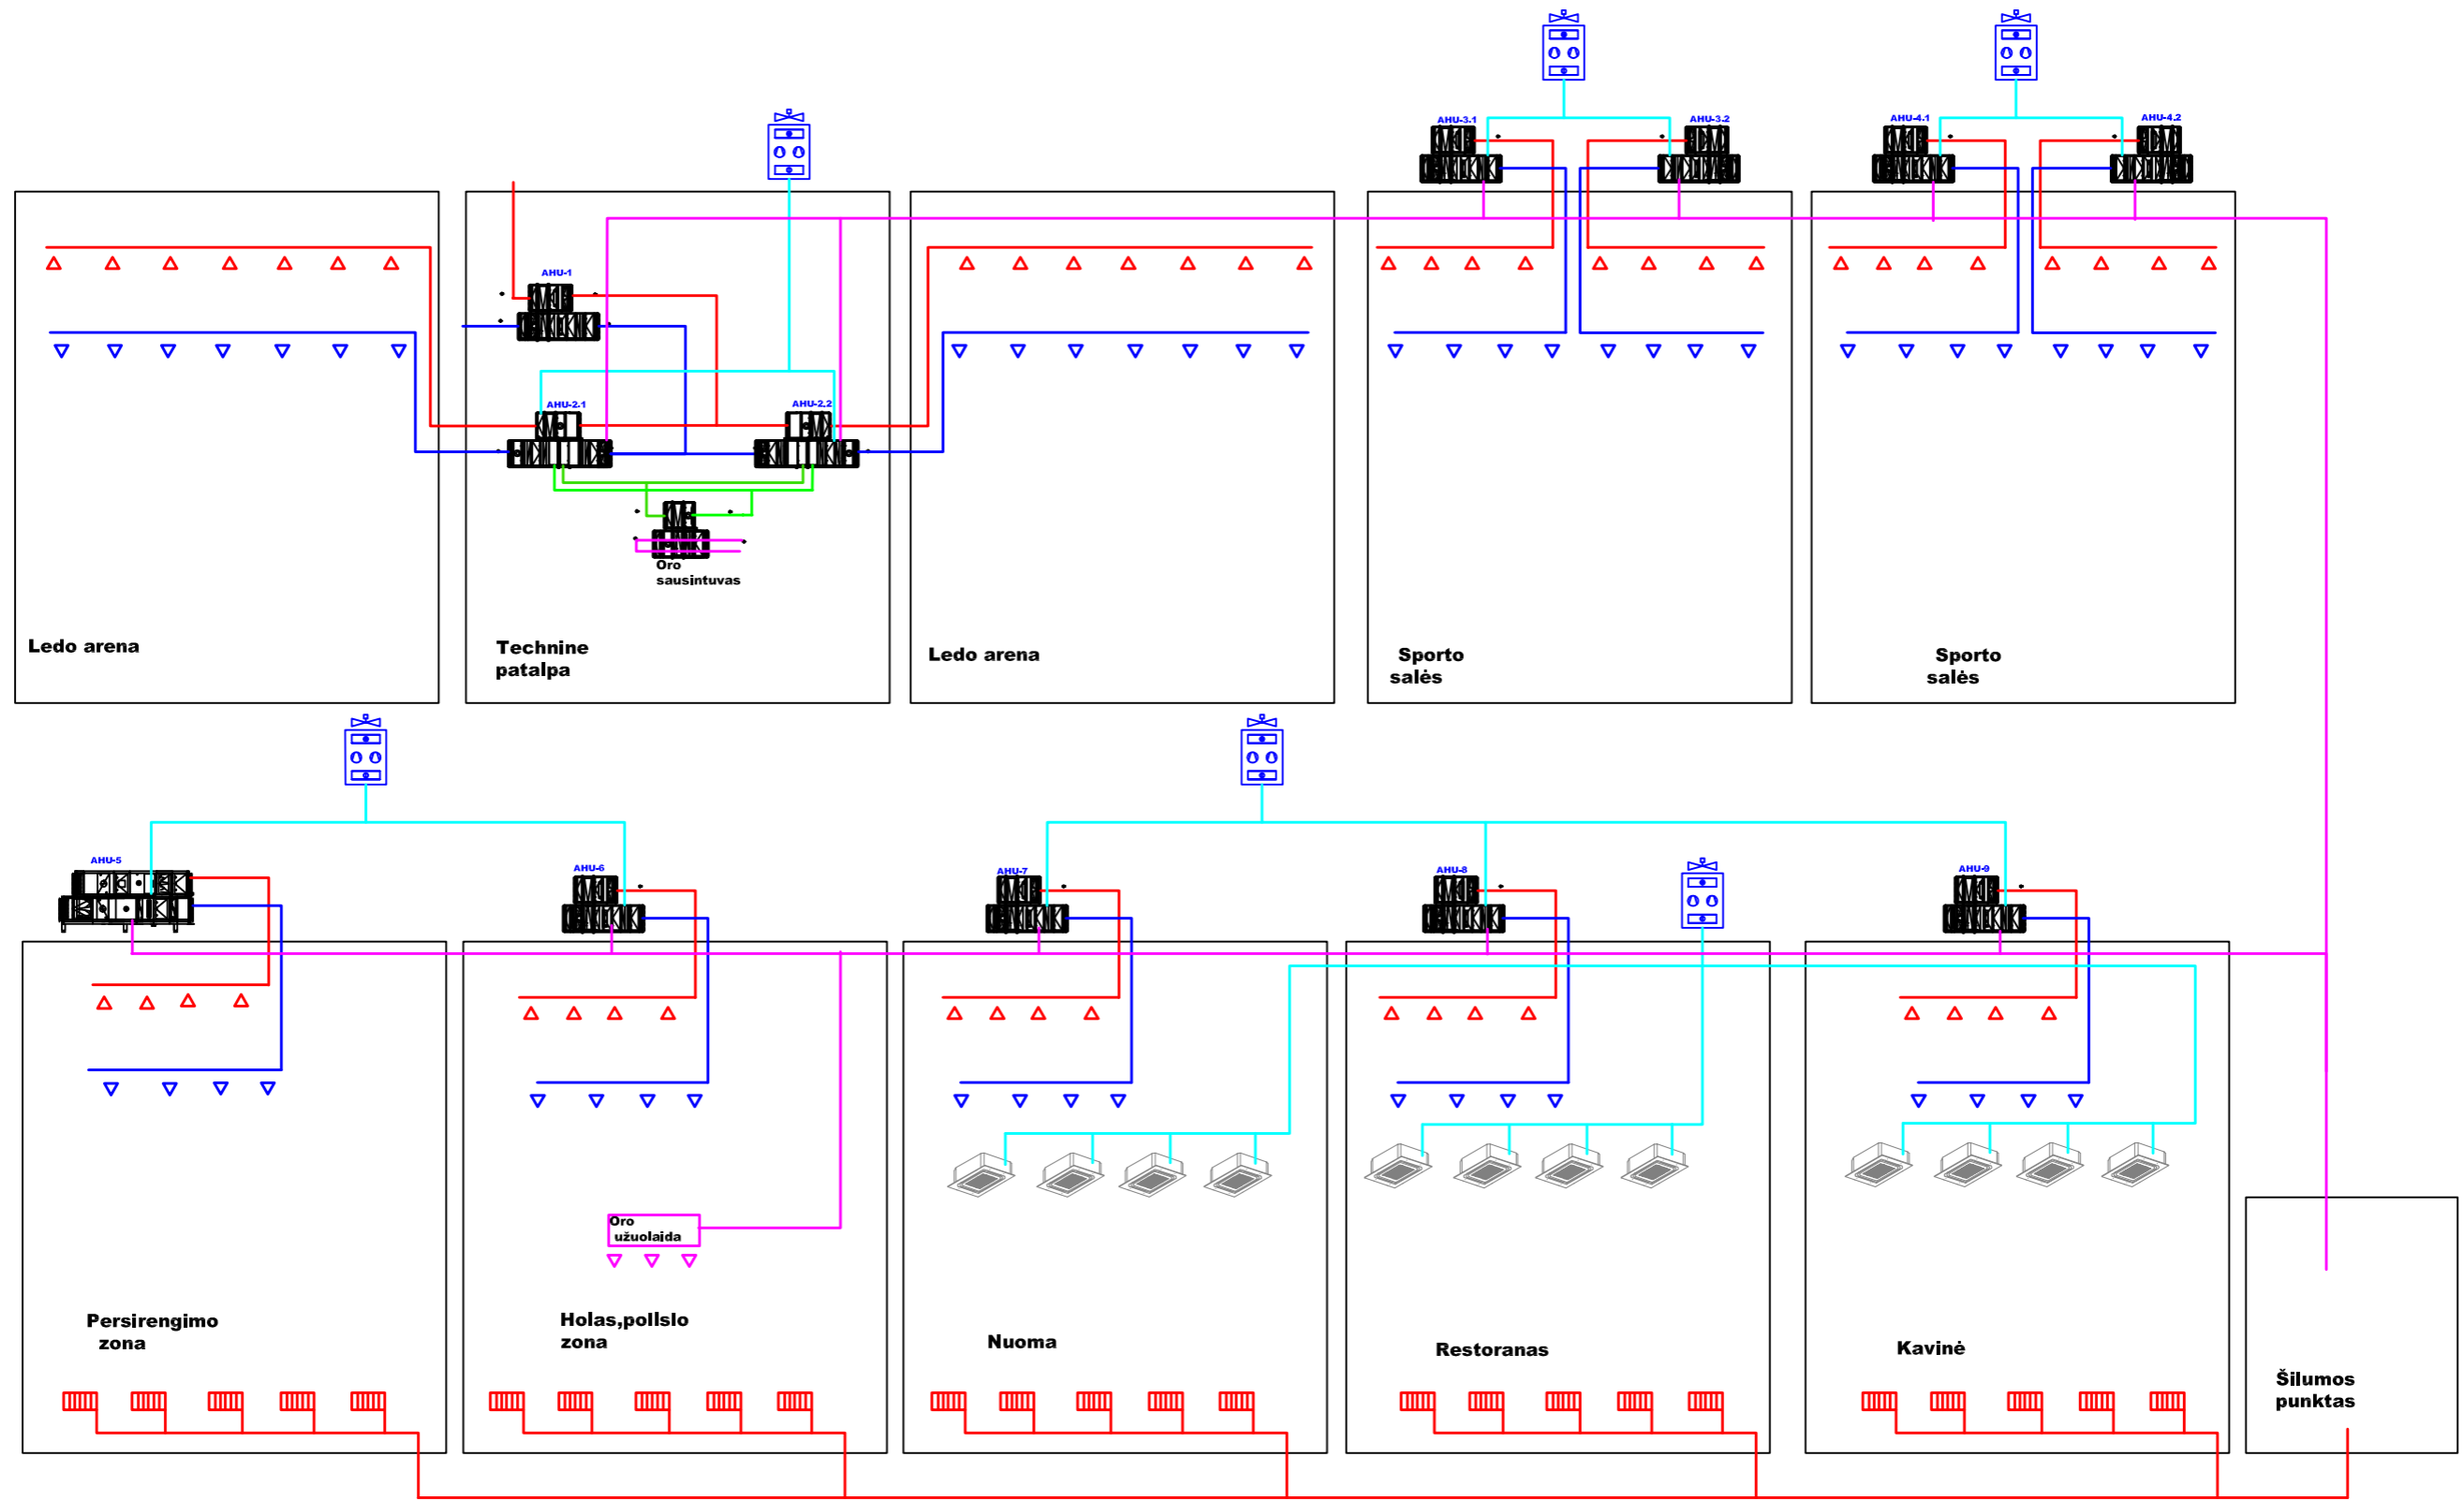 AHU-3.1
AHU-3.2
AHU-4.1
AHU-4.2
AHU-1
AHU-2.1
AHU-2.2
Oro
sausintuvas
Ledo arena
Technine
patalpa
Ledo arena
Sporto
salės
Sporto
salės
AHU-5
AHU-6
AHU-7
AHU-8
AHU-9
Oro
užuolaida
Persirengimo
zona
Holas,poilsio
zona
Nuoma
Restoranas
Kavinė
Šilumos
punktas